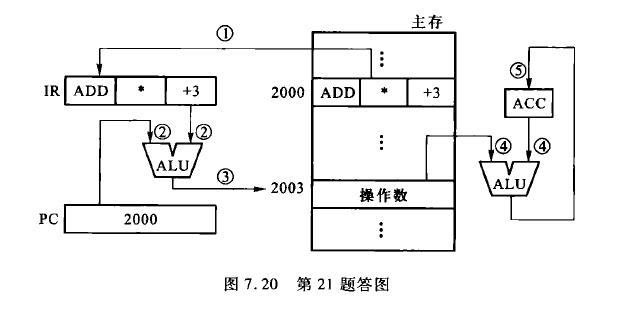 主存
①
IR ADD * +3
2000 ADD * +3
⑤
ACC
② ②
ALU
③
④ ④
ALU
2003 操作数
PC 2000
图 7.20 第 21 题答图